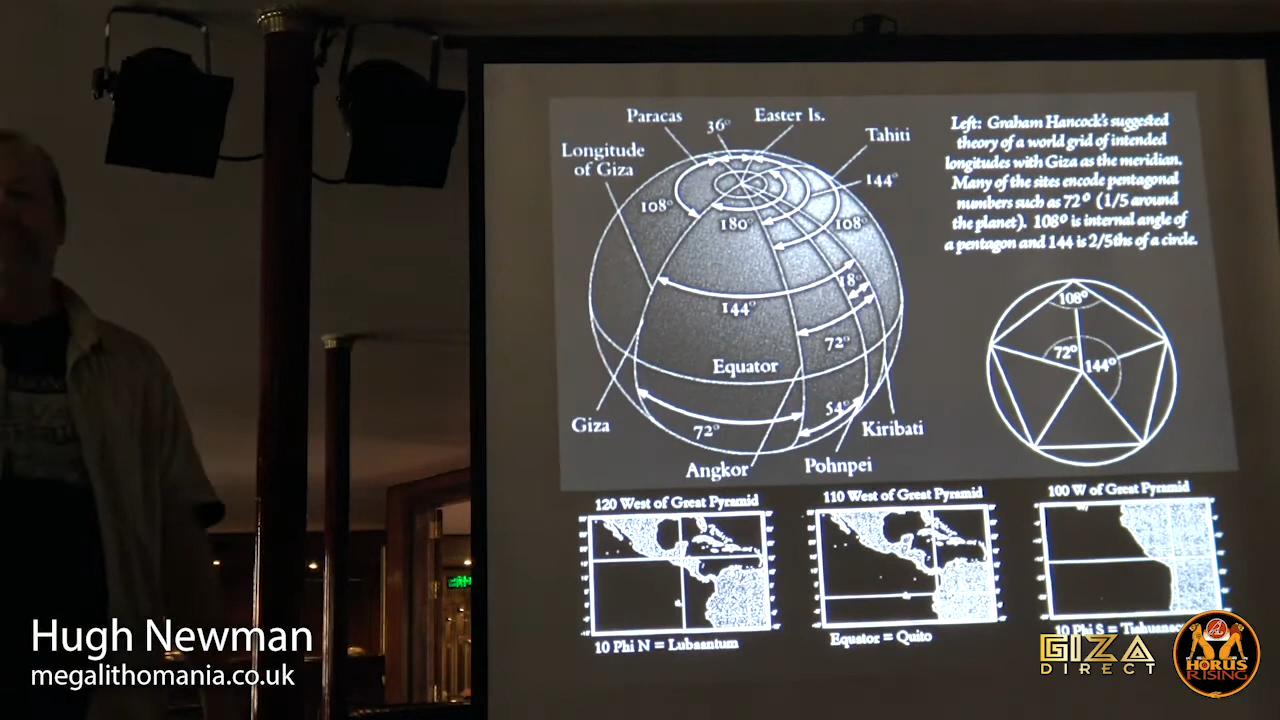 Paracas
36°
Easter Is.
Tahiti
Longitude
of Giza
144°
108°
180°
108°
18°
144°
72°
Equator
54°
72°
Giza
Kiribati
Angkor
Pohnpei
Left: Graham Hancock's suggested
theory of a world grid of intended
longitudes with Giza as the meridian.
Many of the sites encode pentagonal
numbers such as 72° (1/5 around
the planet). 108° is internal angle of
a pentagon and 144 is 2/5ths of a circle.
108°
72°
144°
120 West of Great Pyramid
110 West of Great Pyramid
100 W of Great Pyramid
10 Phi N = Lubaantum
Equator = Quito
10 Phi S =
Hugh Newman
megalithomania.co.uk
GIZA
DIRECT
HORUS
RISING